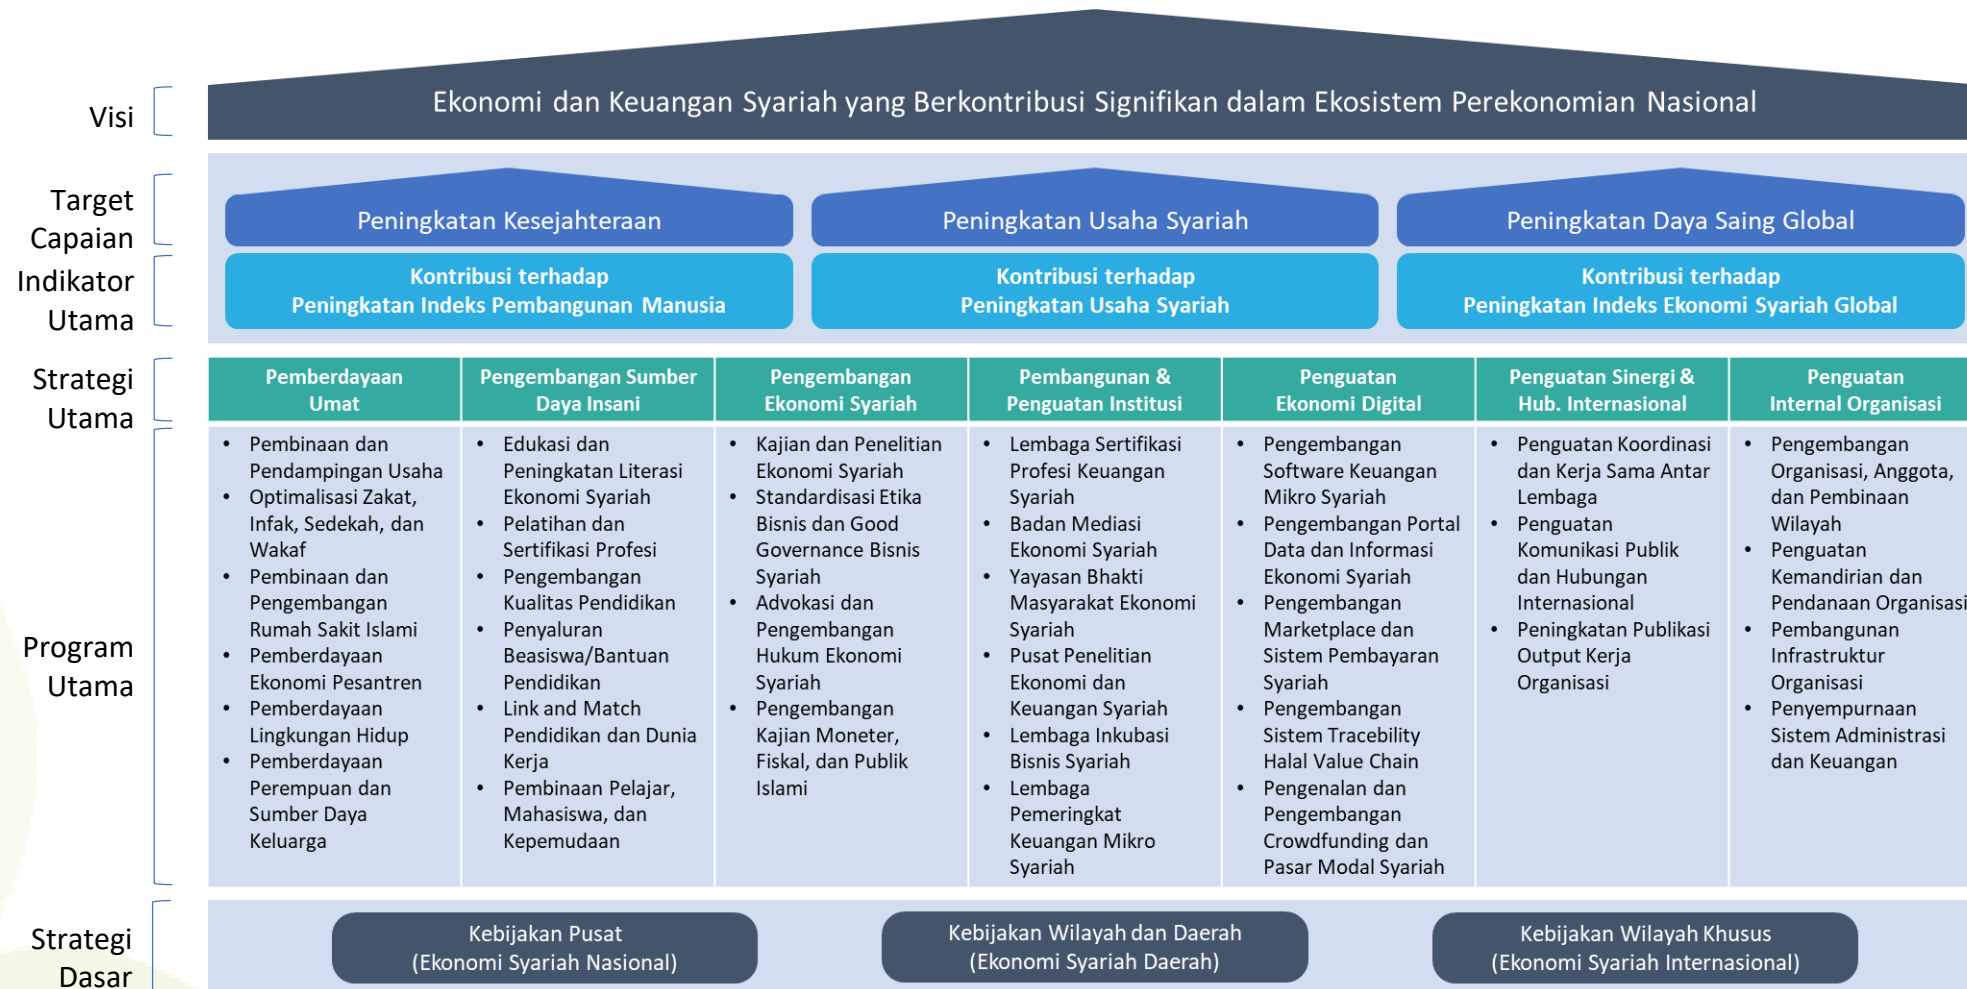 Visi
Ekonomi dan Keuangan Syariah yang Berkontribusi Signifikan dalam Ekosistem Perekonomian Nasional
Target
Capaian
Peningkatan Kesejahteraan
Peningkatan Usaha Syariah
Peningkatan Daya Saing Global
Indikator
Utama
Kontribusi terhadap
Peningkatan Indeks Pembangunan Manusia
Kontribusi terhadap
Peningkatan Usaha Syariah
Kontribusi terhadap
Peningkatan Indeks Ekonomi Syariah Global
Strategi
Utama
Pemberdayaan
Umat
Pengembangan Sumber
Daya Insani
Pengembangan
Ekonomi Syariah
Pembangunan &
Penguatan Institusi
Penguatan
Ekonomi Digital
Penguatan Sinergi &
Hub. Internasional
Penguatan
Internal Organisasi
Program
Utama
• Pembinaan dan
Pendampingan Usaha
• Optimalisasi Zakat,
Infak, Sedekah, dan
Wakaf
• Pembinaan dan
Pengembangan
Rumah Sakit Islami
• Pemberdayaan
Ekonomi Pesantren
• Pemberdayaan
Lingkungan Hidup
• Pemberdayaan
Perempuan dan
Sumber Daya
Keluarga
• Edukasi dan
Peningkatan Literasi
Ekonomi Syariah
• Pelatihan dan
Sertifikasi Profesi
• Pengembangan
Kualitas Pendidikan
• Penyaluran
Beasiswa/Bantuan
Pendidikan
• Link and Match
Pendidikan dan Dunia
Kerja
• Pembinaan Pelajar,
Mahasiswa, dan
Kepemudaan
• Kajian dan Penelitian
Ekonomi Syariah
• Standardisasi Etika
Bisnis dan Good
Governance Bisnis
Syariah
• Advokasi dan
Pengembangan
Hukum Ekonomi
Syariah
• Pengembangan
Kajian Moneter,
Fiskal, dan Publik
Islami
• Lembaga Sertifikasi
Profesi Keuangan
Syariah
• Badan Mediasi
Ekonomi Syariah
• Yayasan Bhakti
Masyarakat Ekonomi
Syariah
• Pusat Penelitian
Ekonomi dan
Keuangan Syariah
• Lembaga Inkubasi
Bisnis Syariah
• Lembaga
Pemeringkat
Keuangan Mikro
Syariah
• Pengembangan
Software Keuangan
Mikro Syariah
• Pengembangan Portal
Data dan Informasi
Ekonomi Syariah
• Pengembangan
Marketplace dan
Sistem Pembayaran
Syariah
• Pengembangan
Sistem Tracebility
Halal Value Chain
• Pengenalan dan
Pengembangan
Crowdfunding dan
Pasar Modal Syariah
• Penguatan Koordinasi
dan Kerja Sama Antar
Lembaga
• Penguatan
Komunikasi Publik
dan Hubungan
Internasional
• Peningkatan Publikasi
Output Kerja
Organisasi
• Pengembangan
Organisasi, Anggota,
dan Pembinaan
Wilayah
• Penguatan
Kemandirian dan
Pendanaan Organisasi
• Pembangunan
Infrastruktur
Organisasi
• Penyempurnaan
Sistem Administrasi
dan Keuangan
Strategi
Dasar
Kebijakan Pusat
(Ekonomi Syariah Nasional)
Kebijakan Wilayah dan Daerah
(Ekonomi Syariah Daerah)
Kebijakan Wilayah Khusus
(Ekonomi Syariah Internasional)